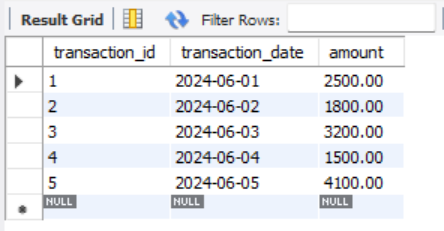 Result Grid Filter Rows:
transaction_id transaction_date amount
1 2024-06-01 2500.00
2 2024-06-02 1800.00
3 2024-06-03 3200.00
4 2024-06-04 1500.00
5 2024-06-05 4100.00
NULL NULL NULL